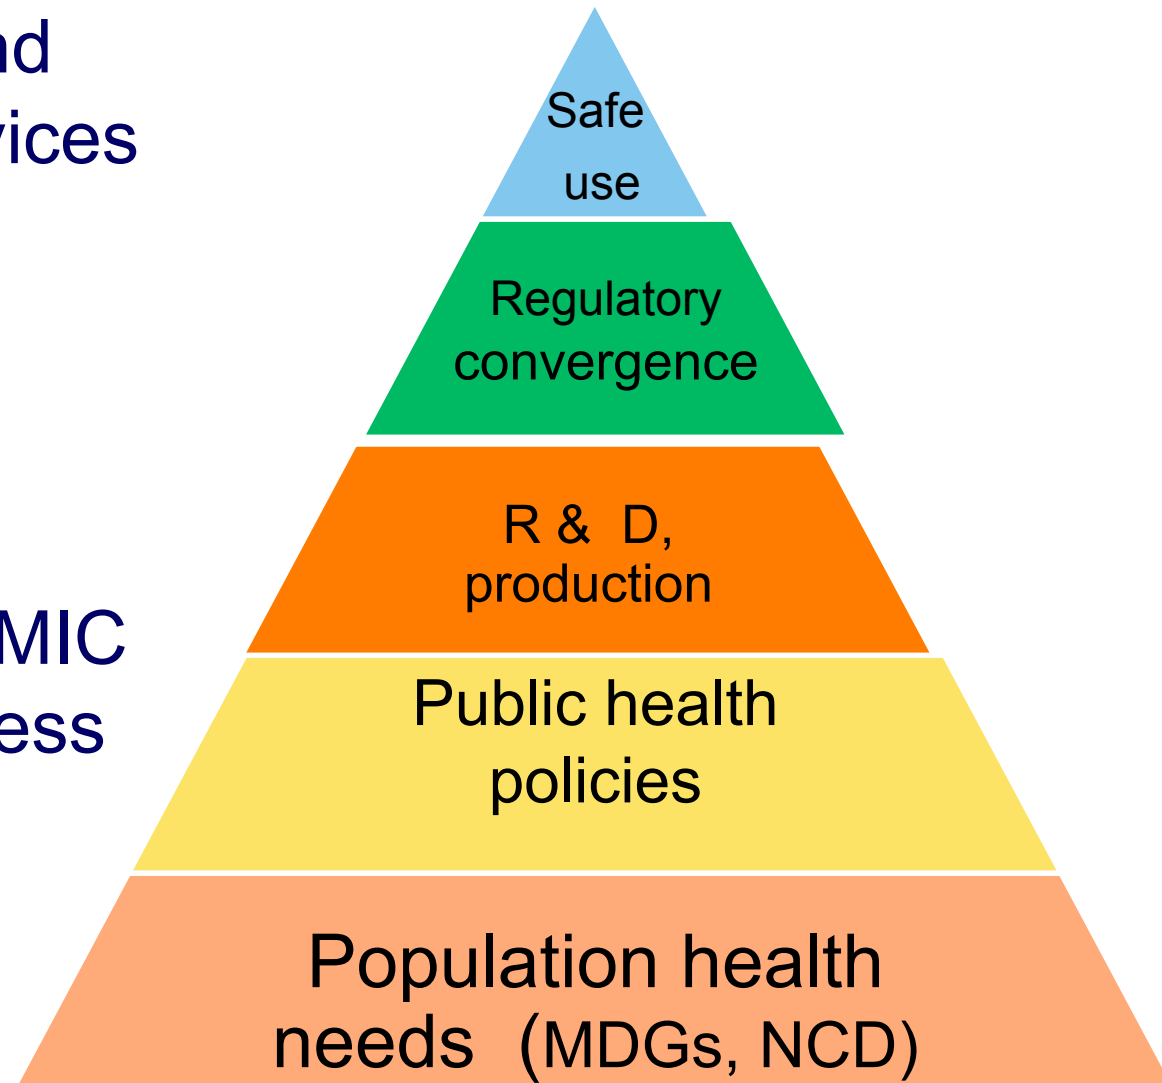 nd
vices
MIC
ess
Safe
use
Regulatory
convergence
R & D,
production
Public health
policies
Population health
needs (MDGs, NCD)